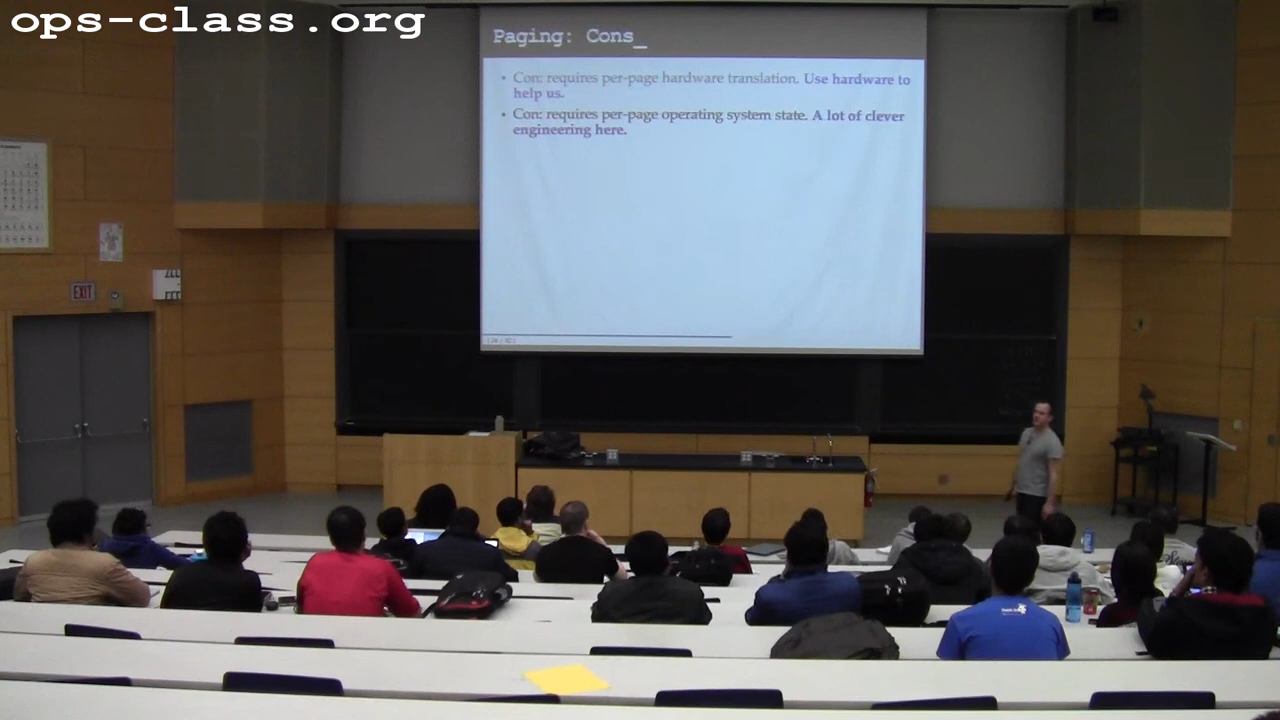 ops-class.org
Paging: Cons_
• Con: requires per-page hardware translation. Use hardware to
help us.
• Con: requires per-page operating system state. A lot of clever
engineering here.
EXIT